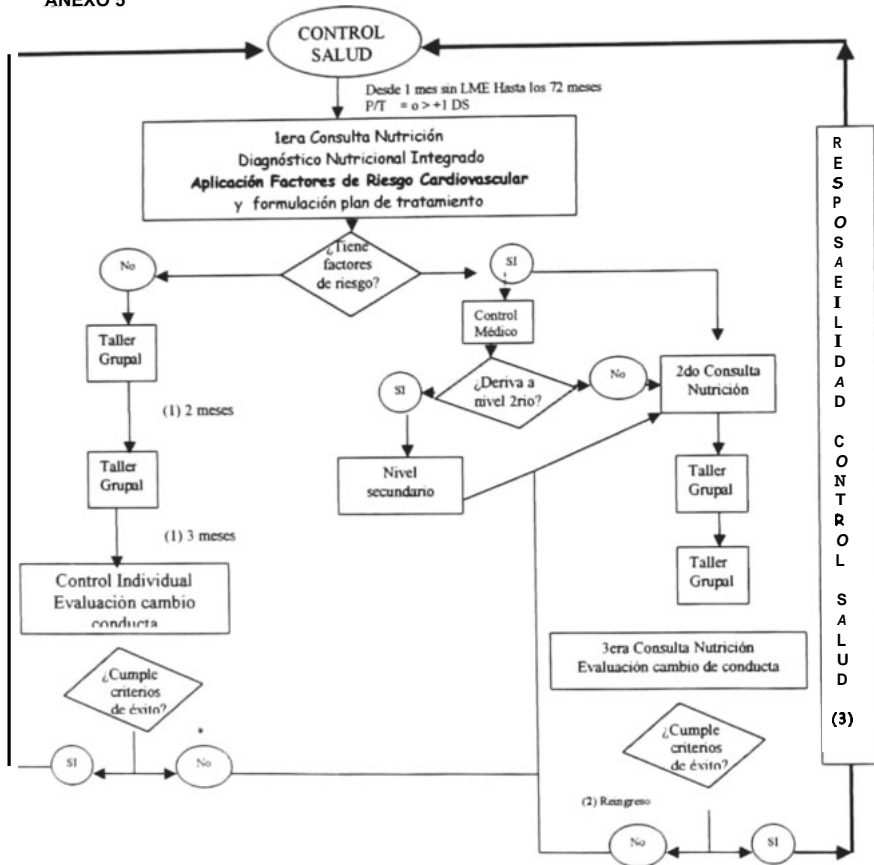 ANEXO 5
CONTROL
SALUD
Desde 1 mes sin LME Hasta los 72 meses
P/T = o > +1 DS
1era Consulta Nutrición
Diagnóstico Nutricional Integrado
Aplicación Factores de Riesgo Cardiovascular
y formulación plan de tratamiento
¿Tiene
factores
de riesgo?
No
SI
Taller
Grupal
(1) 2 meses
Taller
Grupal
(1) 3 meses
Control Individual
Evaluación cambio
conducta
¿Cumple
criterios
de éxito?
*
SI
No
Control
Médico
¿Deriva a
nivel 2rio?
SI
No
Nivel
secundario
2do Consulta
Nutrición
Taller
Grupal
Taller
Grupal
3era Consulta Nutrición
Evaluación cambio de conducta
¿Cumple
criterios
de éxito?
(2) Reingreso
No
SI
RESPOSAEILIDAD CONTROL SALUD (3)